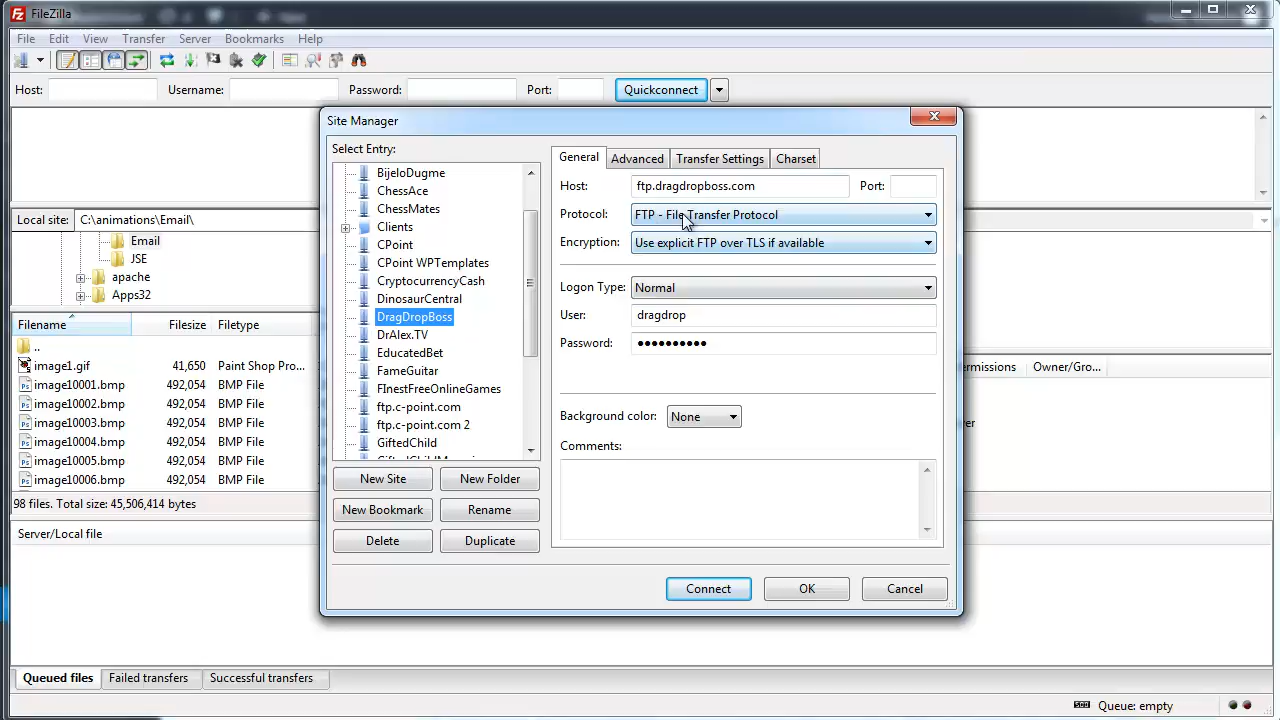 FileZilla
File Edit View Transfer Server Bookmarks Help
Host: Username: Password: Port: Quickconnect
Site Manager
Select Entry:
BijeloDugme
ChessAce
ChessMates
Clients
CPoint
CPoint WPTemplates
CryptocurrencyCash
DinosaurCentral
DragDropBoss
DrAlex.TV
EducatedBet
FameGuitar
FInestFreeOnlineGames
ftp.c-point.com
ftp.c-point.com 2
GiftedChild
New Site New Folder
New Bookmark Rename
Delete Duplicate
General Advanced Transfer Settings Charset
Host: ftp.dragdropboss.com Port:
Protocol: FTP - File Transfer Protocol
Encryption: Use explicit FTP over TLS if available
Logon Type: Normal
User: dragdrop
Password: ●●●●●●●●●●
Background color: None
Comments:
Connect OK Cancel
Local site: C:\animations\Email\
Email
JSE
apache
Apps32
Filename Filesize Filetype
..
image1.gif 41,650 Paint Shop Pro...
image10001.bmp 492,054 BMP File
image10002.bmp 492,054 BMP File
image10003.bmp 492,054 BMP File
image10004.bmp 492,054 BMP File
image10005.bmp 492,054 BMP File
image10006.bmp 492,054 BMP File
98 files. Total size: 45,506,414 bytes
ermissions Owner/Gro...
er
Server/Local file
Queued files Failed transfers Successful transfers
Queue: empty